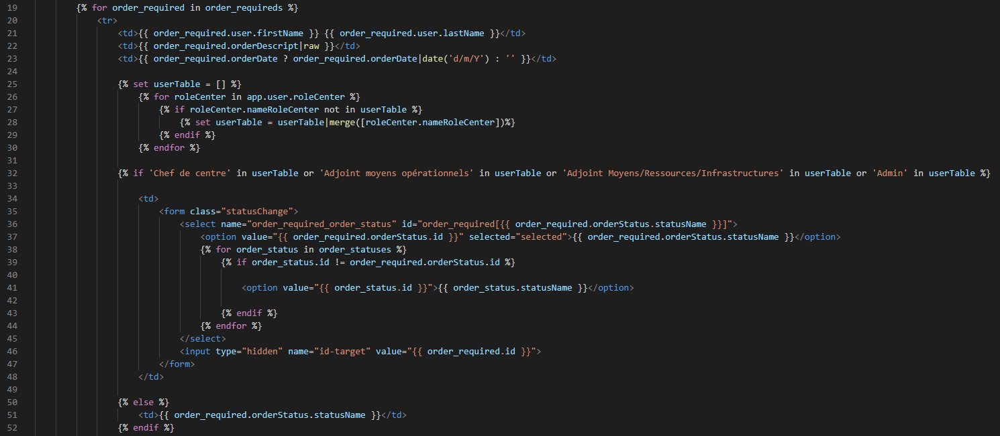 19 {% for order_required in order_requireds %}
20 <tr>
21 <td>{{ order_required.user.firstName }} {{ order_required.user.lastName }}</td>
22 <td>{{ order_required.orderDescript|raw }}</td>
23 <td>{{ order_required.orderDate ? order_required.orderDate|date('d/m/Y') : '' }}</td>
24
25 {% set userTable = [] %}
26 {% for roleCenter in app.user.roleCenter %}
27 {% if roleCenter.nameRoleCenter not in userTable %}
28 {% set userTable = userTable|merge([roleCenter.nameRoleCenter])%}
29 {% endif %}
30 {% endfor %}
31
32 {% if 'Chef de centre' in userTable or 'Adjoint moyens opérationnels' in userTable or 'Adjoint Moyens/Ressources/Infrastructures' in userTable or 'Admin' in userTable %}
33
34 <td>
35 <form class="statusChange">
36 <select name="order_required_order_status" id="order_required[{{ order_required.orderStatus.statusName }}]">
37 <option value="{{ order_required.orderStatus.id }}" selected="selected">{{ order_required.orderStatus.statusName }}</option>
38 {% for order_status in order_statuses %}
39 {% if order_status.id != order_required.orderStatus.id %}
40
41 <option value="{{ order_status.id }}">{{ order_status.statusName }}</option>
42
43 {% endif %}
44 {% endfor %}
45 </select>
46 <input type="hidden" name="id-target" value="{{ order_required.id }}">
47 </form>
48 </td>
49
50 {% else %}
51 <td>{{ order_required.orderStatus.statusName }}</td>
52 {% endif %}